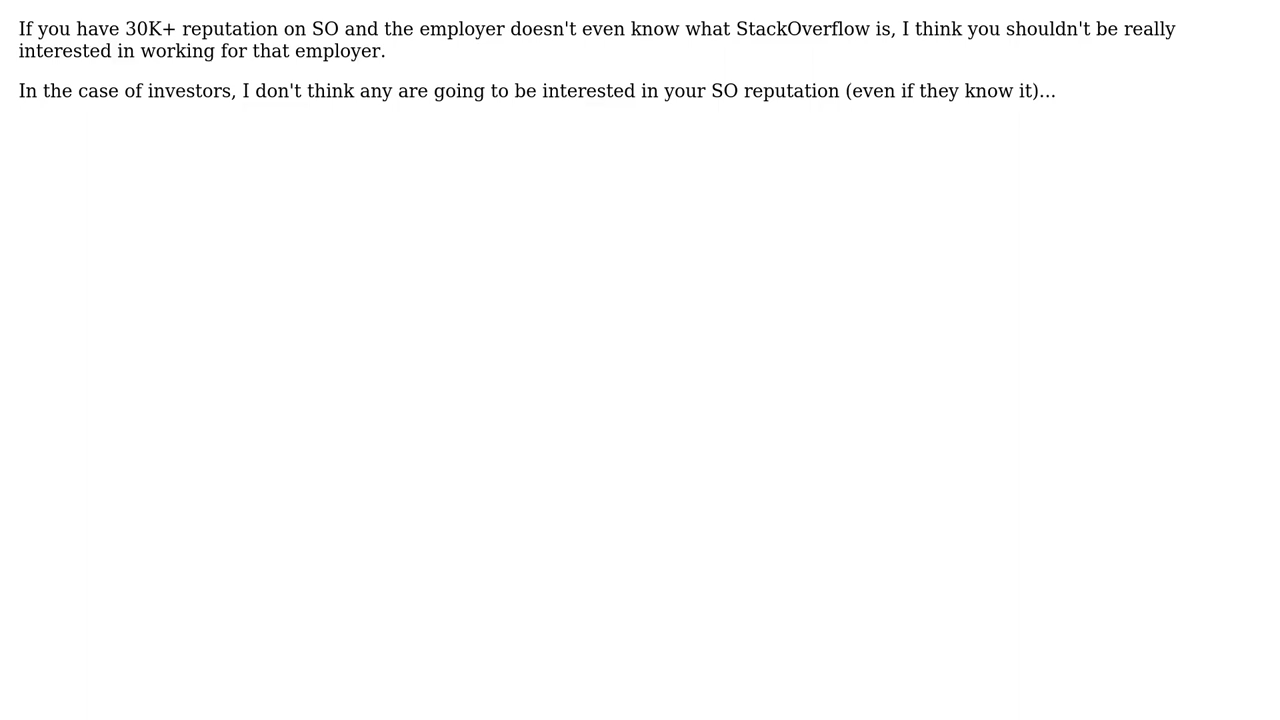 If you have 30K+ reputation on SO and the employer doesn't even know what StackOverflow is, I think you shouldn't be really
interested in working for that employer.
In the case of investors, I don't think any are going to be interested in your SO reputation (even if they know it)...